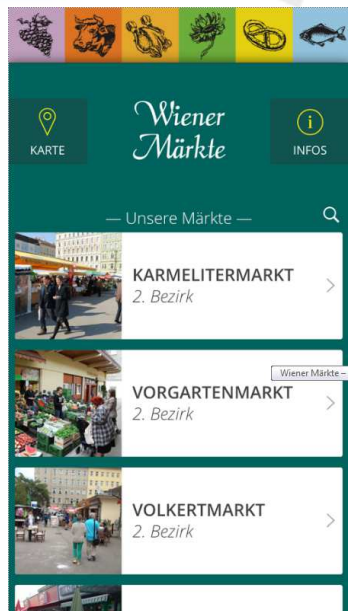 Wiener
Märkte
KARTE
INFOS
— Unsere Märkte —
KARMELITERMARKT
2. Bezirk
Wiener Märkte –
VORGARTENMARKT
2. Bezirk
VOLKERTMARKT
2. Bezirk